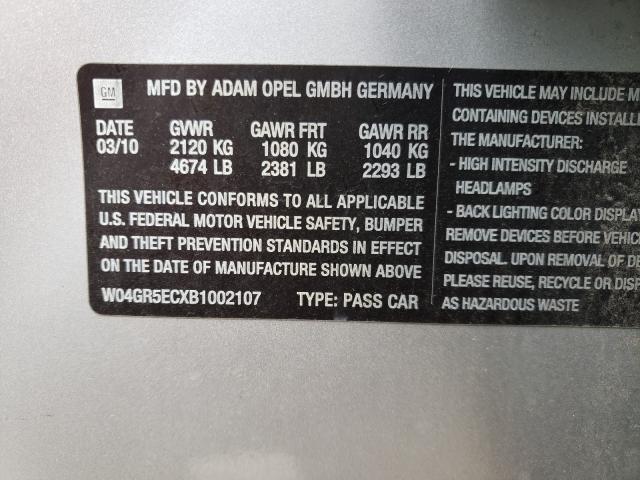 GM
MFD BY ADAM OPEL GMBH GERMANY
DATE GVWR GAWR FRT GAWR RR
03/10 2120 KG 1080 KG 1040 KG
4674 LB 2381 LB 2293 LB
THIS VEHICLE CONFORMS TO ALL APPLICABLE
U.S. FEDERAL MOTOR VEHICLE SAFETY, BUMPER
AND THEFT PREVENTION STANDARDS IN EFFECT
ON THE DATE OF MANUFACTURE SHOWN ABOVE
W04GR5ECXB1002107 TYPE: PASS CAR
THIS VEHICLE MAY INCLUDE
CONTAINING DEVICES
THE MANUFACTURER:
- HIGH INTENSITY DISCHARGE
HEADLAMPS
- BACK LIGHTING COLOR
REMOVE DEVICES BEFORE
DISPOSAL. UPON REMOVAL OF
PLEASE REUSE, RECYCLE OR
AS HAZARDOUS WASTE